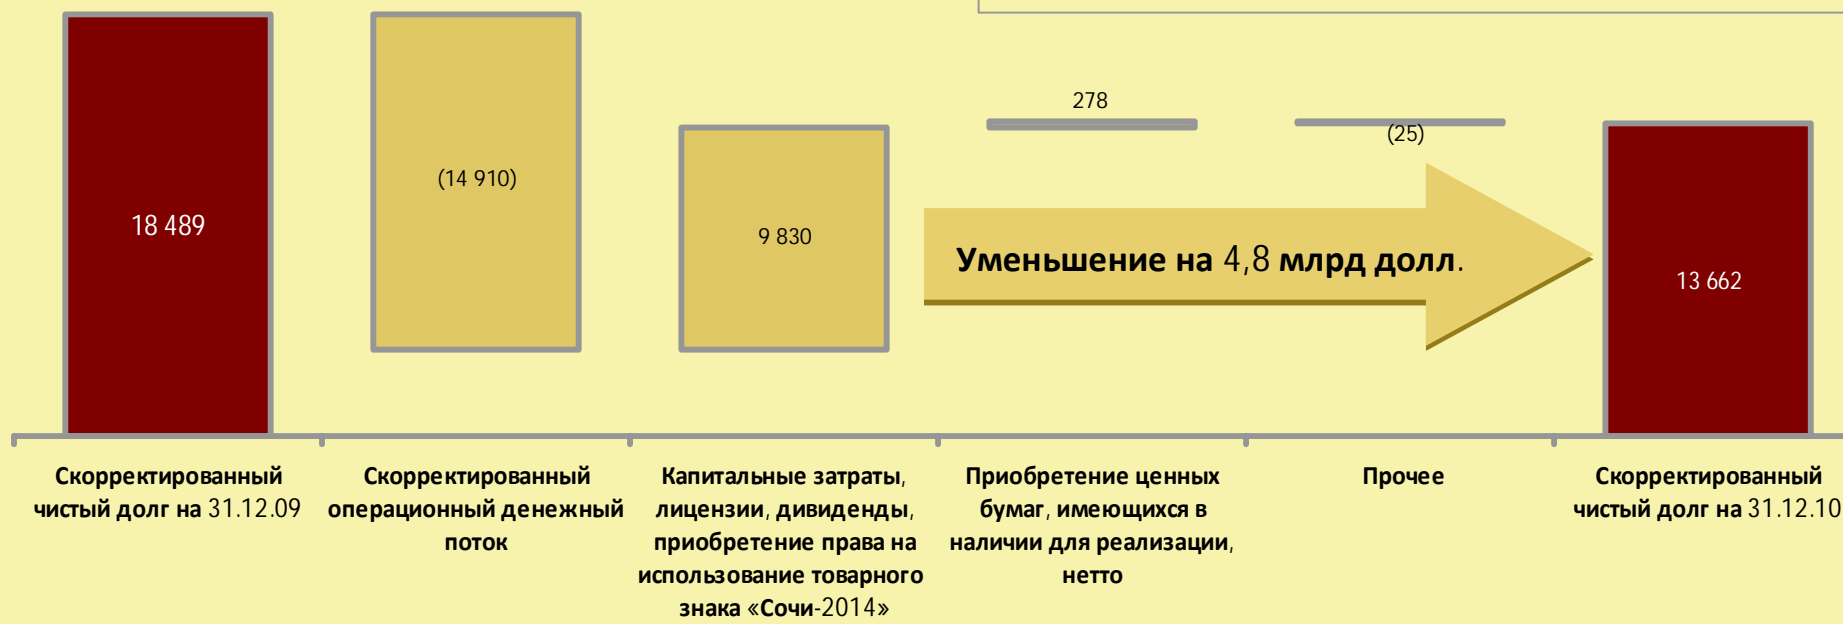 278
(25)
(14 910)
18 489
9 830
Уменьшение на 4,8 млрд долл.
13 662
Скорректированный
чистый долг на 31.12.09
Скорректированный
операционный денежный
поток
Капитальные затраты,
лицензии, дивиденды,
приобретение права на
использование товарного
знака «Сочи-2014»
Приобретение ценных
бумаг, имеющихся в
наличии для реализации,
нетто
Прочее
Скорректированный
чистый долг на 31.12.10